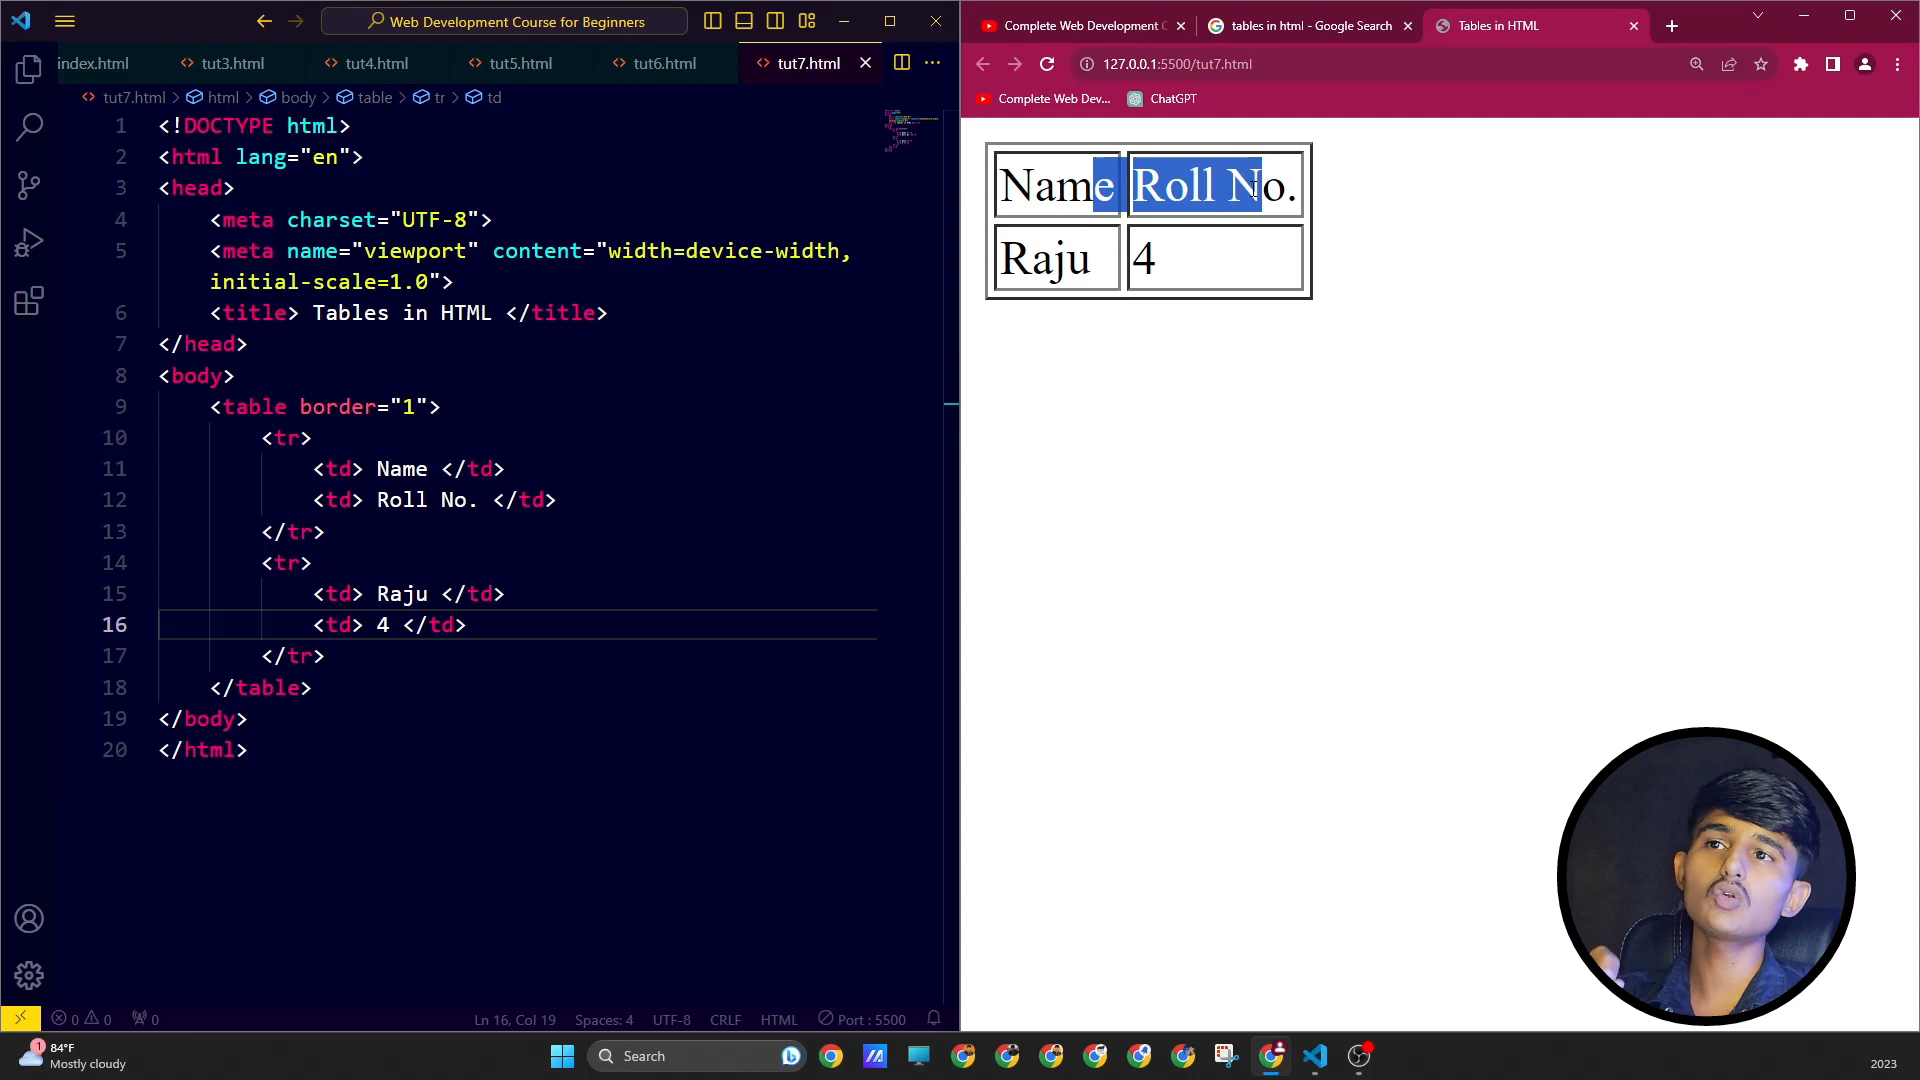 Web Development Course for Beginners
index.html
tut3.html
tut4.html
tut5.html
tut6.html
tut7.html
tut7.html > html > body > table > tr > td
1 <!DOCTYPE html>
2 <html lang="en">
3 <head>
4 <meta charset="UTF-8">
5 <meta name="viewport" content="width=device-width,
initial-scale=1.0">
6 <title> Tables in HTML </title>
7 </head>
8 <body>
9 <table border="1">
10 <tr>
11 <td> Name </td>
12 <td> Roll No. </td>
13 </tr>
14 <tr>
15 <td> Raju </td>
16 <td> 4 </td>
17 </tr>
18 </table>
19 </body>
20 </html>
0 0 0
Ln 16, Col 19 Spaces: 4 UTF-8 CRLF HTML Port : 5500
Complete Web Development C
tables in html - Google Search
Tables in HTML
127.0.0.1:5500/tut7.html
Complete Web Dev...
ChatGPT
Name Roll No.
Raju 4
1
84°F
Mostly cloudy
Search
2023